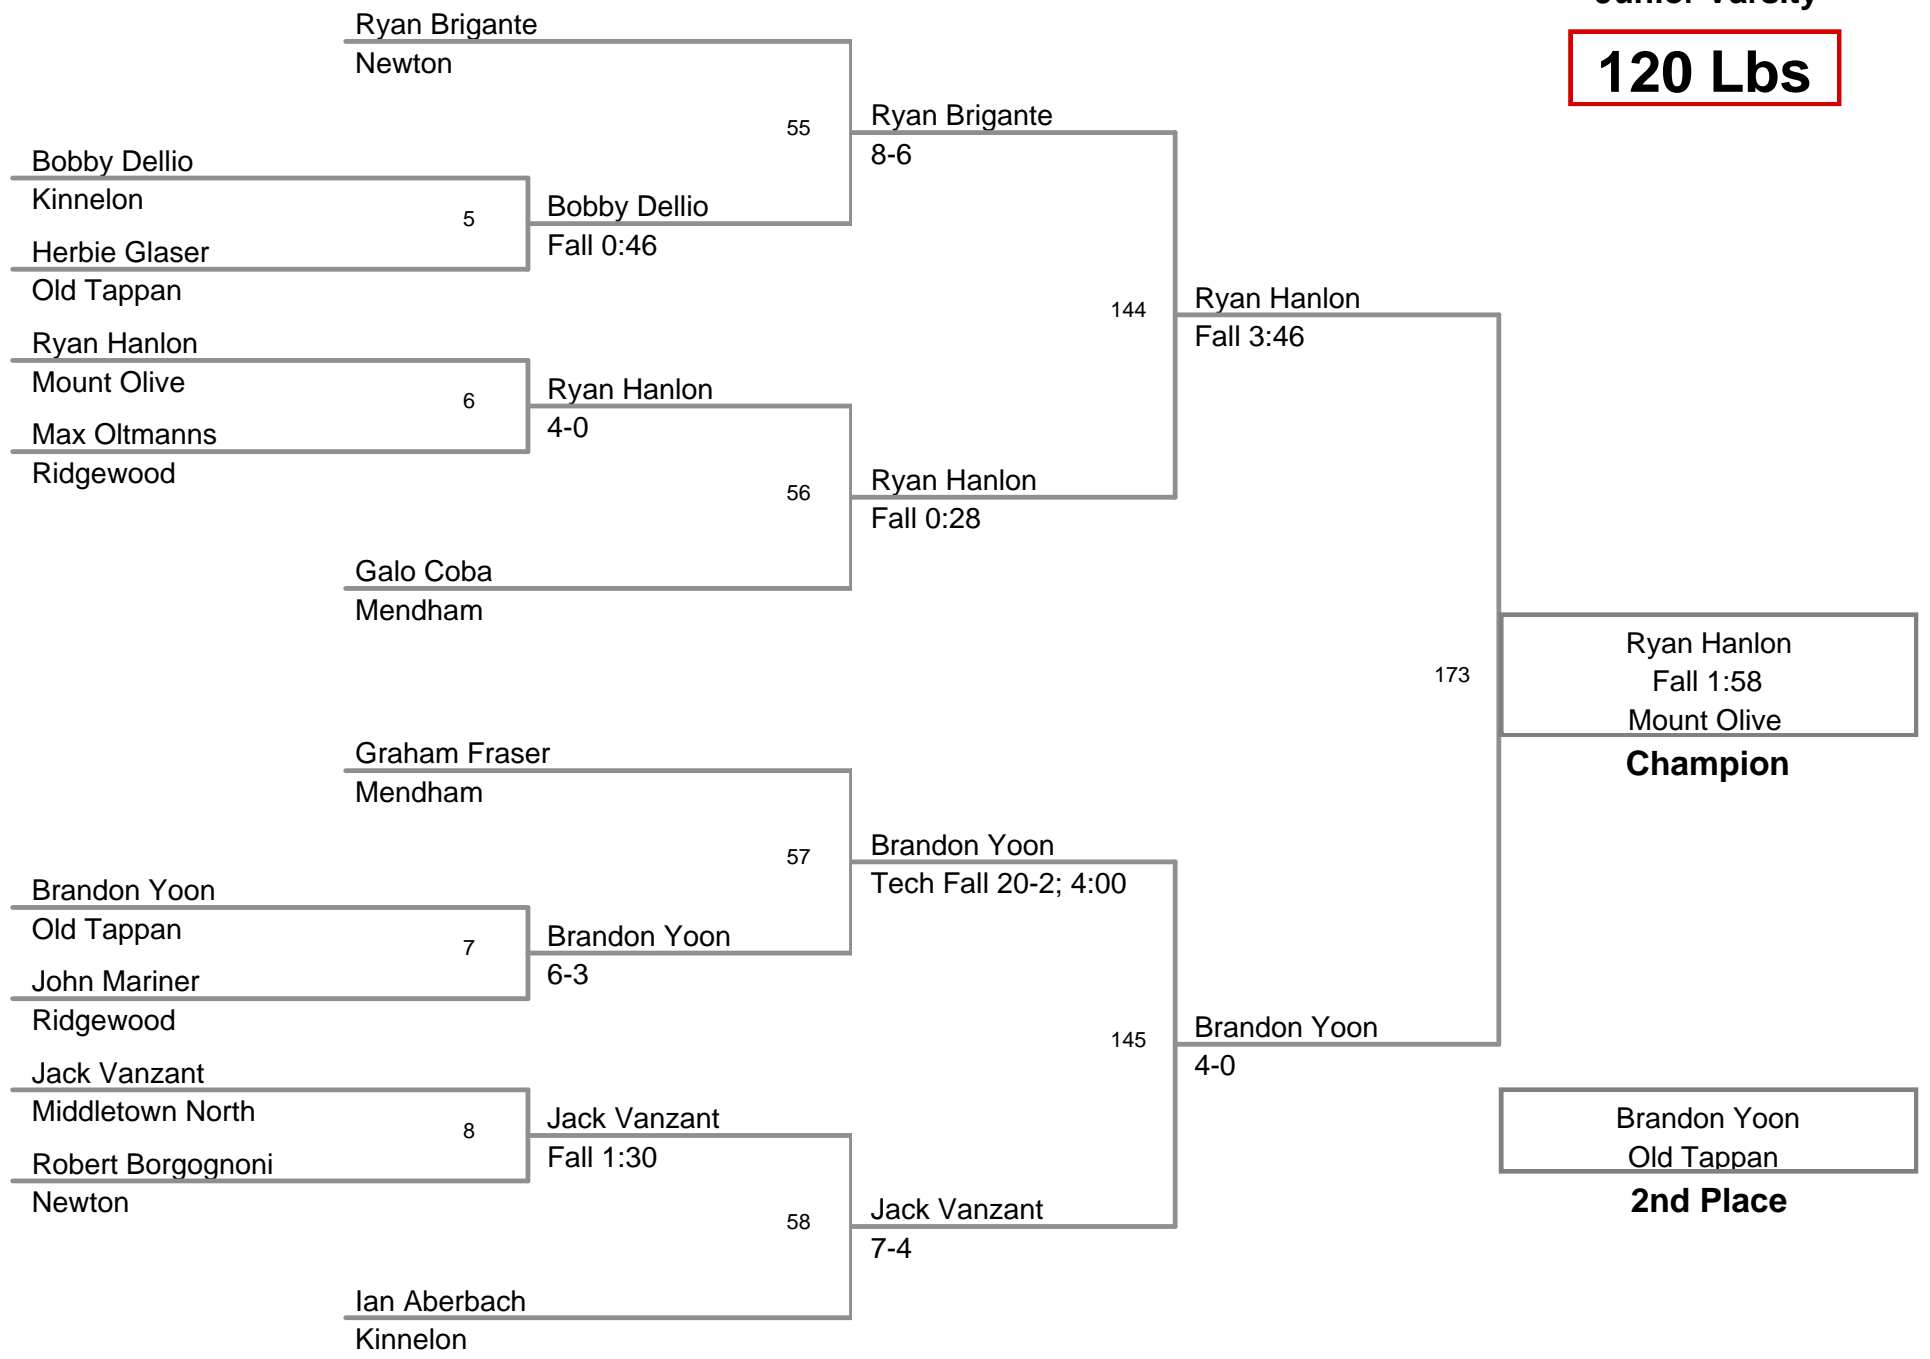 Junior Varsity
120 Lbs
Ryan Brigante
Newton
55
Ryan Brigante
8-6
Bobby Dellio
Kinnelon
5
Bobby Dellio
Fall 0:46
Herbie Glaser
Old Tappan
144
Ryan Hanlon
Fall 3:46
Ryan Hanlon
Mount Olive
6
Ryan Hanlon
4-0
Max Oltmanns
Ridgewood
56
Ryan Hanlon
Fall 0:28
Galo Coba
Mendham
173
Ryan Hanlon
Fall 1:58
Mount Olive
Champion
Graham Fraser
Mendham
57
Brandon Yoon
Tech Fall 20-2; 4:00
Brandon Yoon
Old Tappan
7
Brandon Yoon
6-3
John Mariner
Ridgewood
145
Brandon Yoon
4-0
Jack Vanzant
Middletown North
8
Jack Vanzant
Fall 1:30
Robert Borgognoni
Newton
58
Jack Vanzant
7-4
Ian Aberbach
Kinnelon
Brandon Yoon
Old Tappan
2nd Place